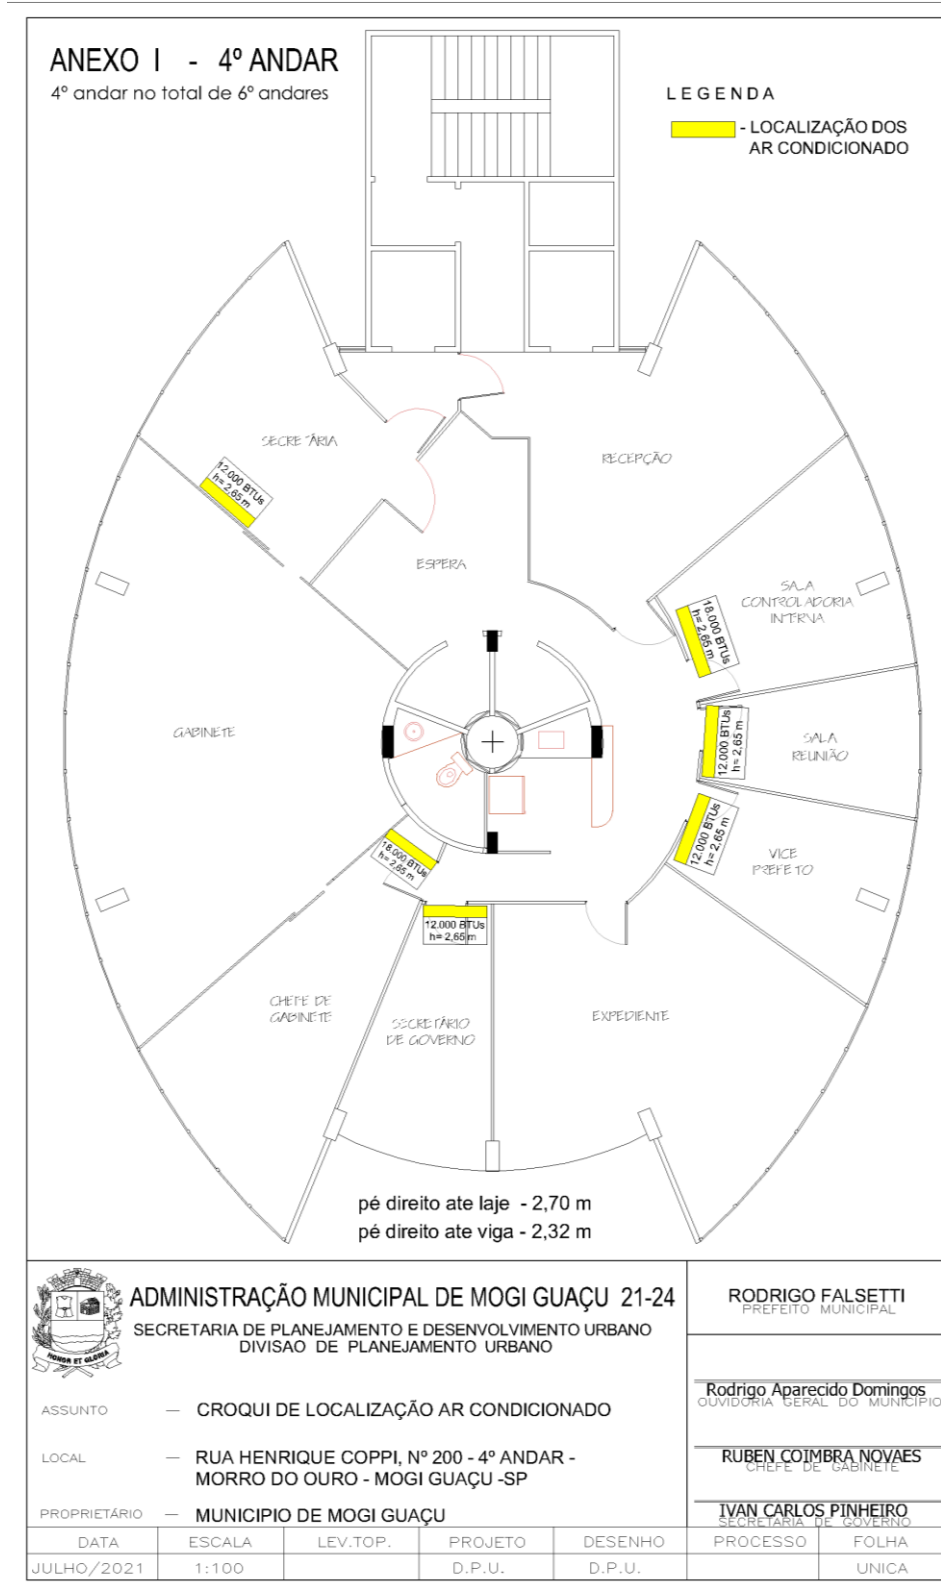 ANEXO I - 4º ANDAR
4º andar no total de 6º andares
LEGENDA
- LOCALIZAÇÃO DOS
AR CONDICIONADO
SECRETÁRIA
12.000 BTUs
h= 2,65 m
RECEPÇÃO
ESPERA
SALA
CONTROLADORIA
INTERNA
18.000 BTUs
h= 2,65 m
GABINETE
12.000 BTUs
h= 2,65 m
SALA
REUNIÃO
12.000 BTUs
h= 2,65 m
VICE
PREFEITO
18.000 BTUs
h= 2,65 m
12.000 BTUs
h= 2,65 m
CHEFE DE
GABINETE
SECRETÁRIO
DE GOVERNO
EXPEDIENTE
pé direito ate laje - 2,70 m
pé direito ate viga - 2,32 m
HONOR ET GLORIA
ADMINISTRAÇÃO MUNICIPAL DE MOGI GUAÇU 21-24
SECRETARIA DE PLANEJAMENTO E DESENVOLVIMENTO URBANO
DIVISAO DE PLANEJAMENTO URBANO
RODRIGO FALSETTI
PREFEITO MUNICIPAL
Rodrigo Aparecido Domingos
OUVIDORIA GERAL DO MUNICÍPIO
ASSUNTO — CROQUI DE LOCALIZAÇÃO AR CONDICIONADO
LOCAL — RUA HENRIQUE COPPI, Nº 200 - 4º ANDAR -
MORRO DO OURO - MOGI GUAÇU -SP
RUBEN COIMBRA NOVAES
CHEFE DE GABINETE
PROPRIETÁRIO — MUNICIPIO DE MOGI GUAÇU
IVAN CARLOS PINHEIRO
SECRETARIA DE GOVERNO
DATA ESCALA LEV.TOP. PROJETO DESENHO PROCESSO FOLHA
JULHO/2021 1:100 D.P.U. D.P.U. UNICA